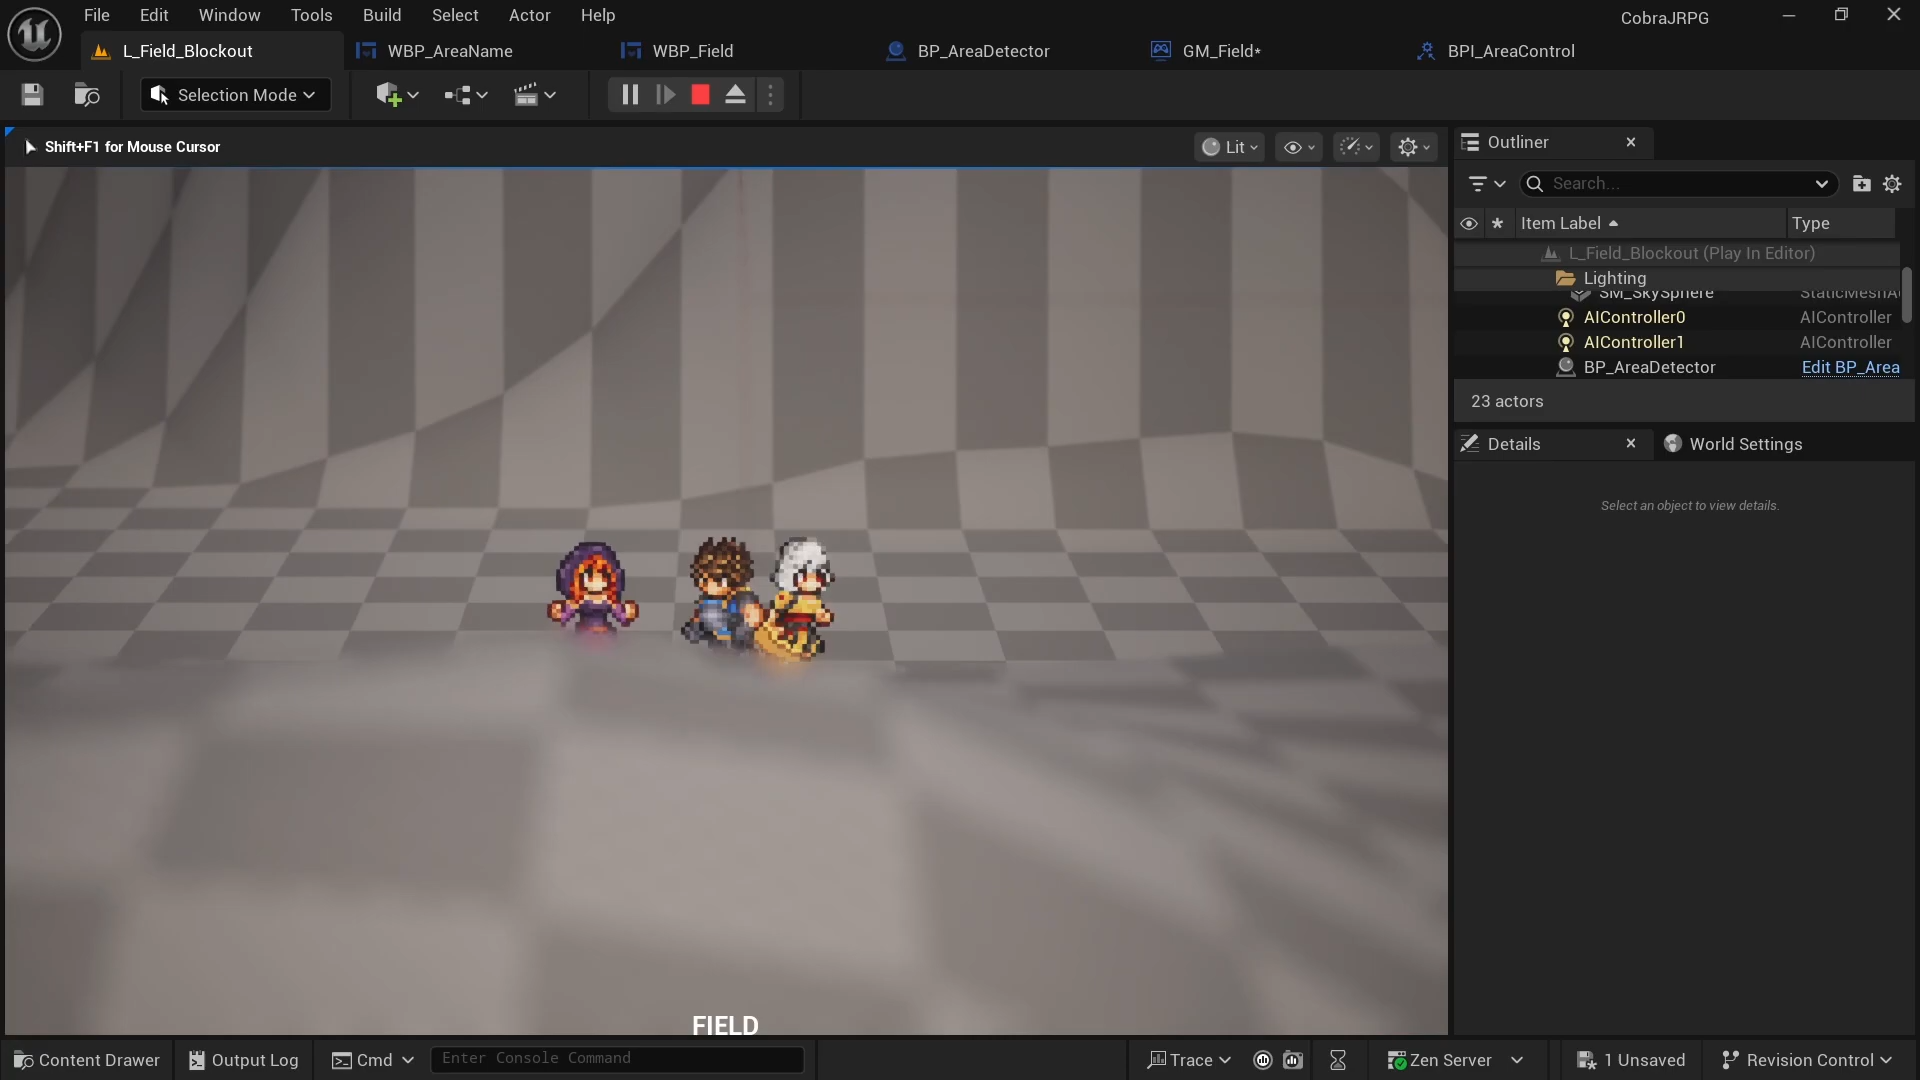 File Edit Window Tools Build Select Actor Help
CobraJRPG
L_Field_Blockout
WBP_AreaName
WBP_Field
BP_AreaDetector
GM_Field*
BPI_AreaControl
Selection Mode
Shift+F1 for Mouse Cursor
Lit
Outliner
Search...
Item Label
Type
L_Field_Blockout (Play In Editor)
Lighting
SM_SkySphere StaticMeshA
AIController0 AIController
AIController1 AIController
BP_AreaDetector Edit BP_Area
23 actors
Details
World Settings
Select an object to view details.
FIELD
Content Drawer
Output Log
Cmd
Enter Console Command
Trace
Zen Server
1 Unsaved
Revision Control